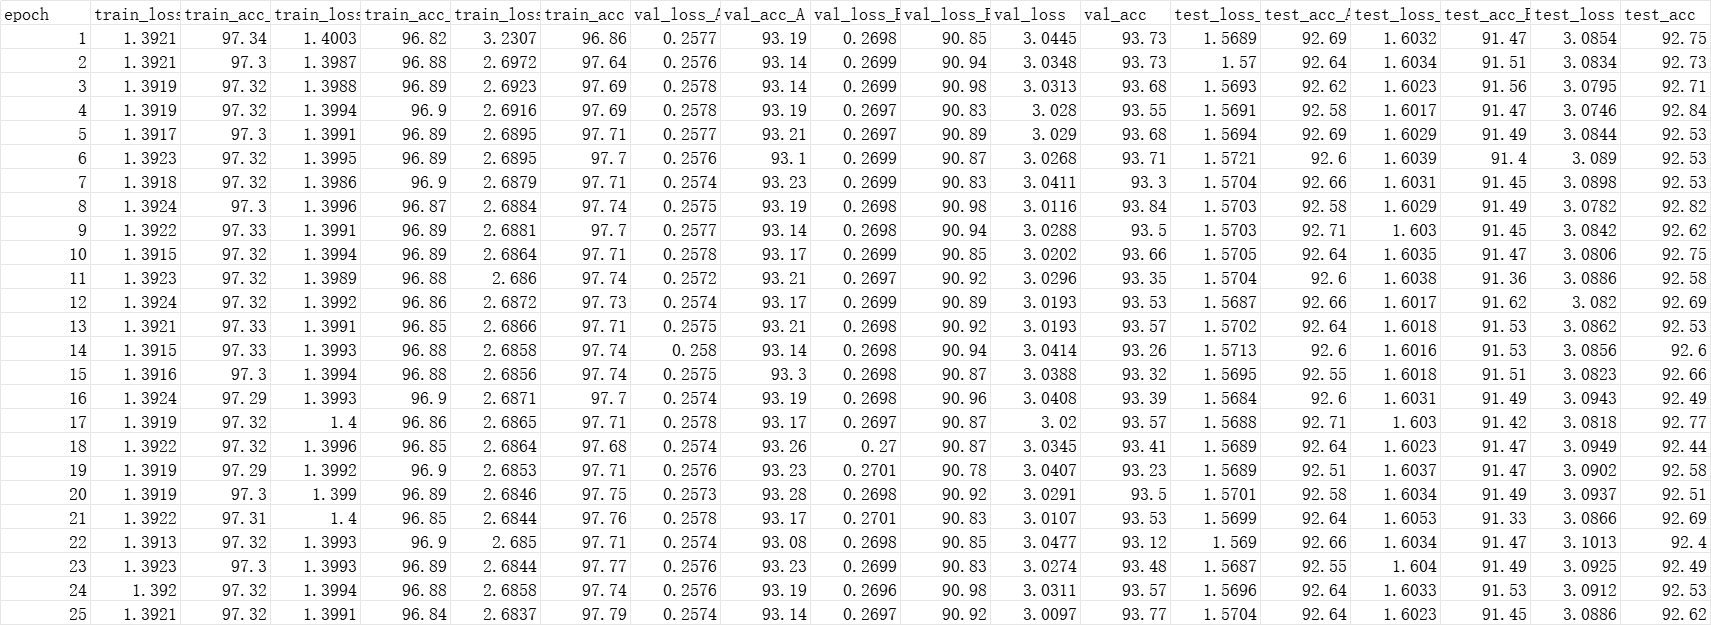 epoch train_loss train_acc_ train_loss train_acc_ train_loss train_acc val_loss_A val_acc_A val_loss_B val_loss_B val_loss val_acc test_loss_ test_acc_A test_loss_ test_acc_B test_loss test_acc
1 1.3921 97.34 1.4003 96.82 3.2307 96.86 0.2577 93.19 0.2698 90.85 3.0445 93.73 1.5689 92.69 1.6032 91.47 3.0854 92.75
2 1.3921 97.3 1.3987 96.88 2.6972 97.64 0.2576 93.14 0.2699 90.94 3.0348 93.73 1.57 92.64 1.6034 91.51 3.0834 92.73
3 1.3919 97.32 1.3988 96.89 2.6923 97.69 0.2578 93.14 0.2699 90.98 3.0313 93.68 1.5693 92.62 1.6023 91.56 3.0795 92.71
4 1.3919 97.32 1.3994 96.9 2.6916 97.69 0.2578 93.19 0.2697 90.83 3.028 93.55 1.5691 92.58 1.6017 91.47 3.0746 92.84
5 1.3917 97.3 1.3991 96.89 2.6895 97.71 0.2577 93.21 0.2697 90.89 3.029 93.68 1.5694 92.69 1.6029 91.49 3.0844 92.53
6 1.3923 97.32 1.3995 96.89 2.6895 97.7 0.2576 93.1 0.2699 90.87 3.0268 93.71 1.5721 92.6 1.6039 91.4 3.089 92.53
7 1.3918 97.32 1.3986 96.9 2.6879 97.71 0.2574 93.23 0.2699 90.83 3.0411 93.3 1.5704 92.66 1.6031 91.45 3.0898 92.53
8 1.3924 97.3 1.3996 96.87 2.6884 97.74 0.2575 93.19 0.2698 90.98 3.0116 93.84 1.5703 92.58 1.6029 91.49 3.0782 92.82
9 1.3922 97.33 1.3991 96.89 2.6881 97.7 0.2577 93.14 0.2698 90.94 3.0288 93.5 1.5703 92.71 1.603 91.45 3.0842 92.62
10 1.3915 97.32 1.3994 96.89 2.6864 97.71 0.2578 93.17 0.2699 90.85 3.0202 93.66 1.5705 92.64 1.6035 91.47 3.0806 92.75
11 1.3923 97.32 1.3989 96.88 2.686 97.74 0.2572 93.21 0.2697 90.92 3.0296 93.35 1.5704 92.6 1.6038 91.36 3.0886 92.58
12 1.3924 97.32 1.3992 96.86 2.6872 97.73 0.2574 93.17 0.2699 90.89 3.0193 93.53 1.5687 92.66 1.6017 91.62 3.082 92.69
13 1.3921 97.33 1.3991 96.85 2.6866 97.71 0.2575 93.21 0.2698 90.92 3.0193 93.57 1.5702 92.64 1.6018 91.53 3.0862 92.53
14 1.3915 97.33 1.3993 96.88 2.6858 97.74 0.258 93.14 0.2698 90.94 3.0414 93.26 1.5713 92.6 1.6016 91.53 3.0856 92.6
15 1.3916 97.3 1.3994 96.88 2.6856 97.74 0.2575 93.3 0.2698 90.87 3.0388 93.32 1.5695 92.55 1.6018 91.51 3.0823 92.66
16 1.3924 97.29 1.3993 96.9 2.6871 97.7 0.2574 93.19 0.2698 90.96 3.0408 93.39 1.5684 92.6 1.6031 91.49 3.0943 92.49
17 1.3919 97.32 1.4 96.86 2.6865 97.71 0.2578 93.17 0.2697 90.87 3.02 93.57 1.5688 92.71 1.603 91.42 3.0818 92.77
18 1.3922 97.32 1.3996 96.85 2.6864 97.68 0.2574 93.26 0.27 90.87 3.0345 93.41 1.5689 92.64 1.6023 91.47 3.0949 92.44
19 1.3919 97.29 1.3992 96.9 2.6853 97.71 0.2576 93.23 0.2701 90.78 3.0407 93.23 1.5689 92.51 1.6037 91.47 3.0902 92.58
20 1.3919 97.3 1.399 96.89 2.6846 97.75 0.2573 93.28 0.2698 90.92 3.0291 93.5 1.5701 92.58 1.6034 91.49 3.0937 92.51
21 1.3922 97.31 1.4 96.85 2.6844 97.76 0.2578 93.17 0.2701 90.83 3.0107 93.53 1.5699 92.64 1.6053 91.33 3.0866 92.69
22 1.3913 97.32 1.3993 96.9 2.685 97.71 0.2574 93.08 0.2698 90.85 3.0477 93.12 1.569 92.66 1.6034 91.47 3.1013 92.4
23 1.3923 97.3 1.3993 96.89 2.6844 97.77 0.2576 93.23 0.2699 90.83 3.0274 93.48 1.5687 92.55 1.604 91.49 3.0925 92.49
24 1.392 97.32 1.3994 96.88 2.6858 97.74 0.2576 93.19 0.2696 90.98 3.0311 93.57 1.5696 92.64 1.6033 91.53 3.0912 92.53
25 1.3921 97.32 1.3991 96.84 2.6837 97.79 0.2574 93.14 0.2697 90.92 3.0097 93.77 1.5704 92.64 1.6023 91.45 3.0886 92.62